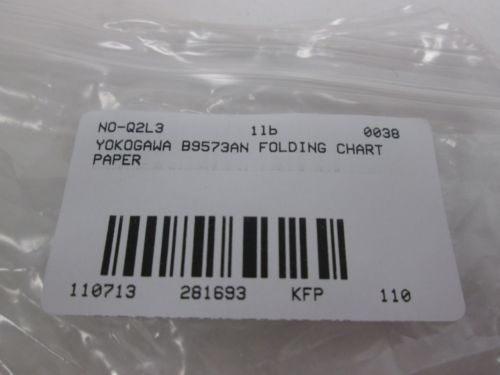 NO-Q2L3 1lb 0038
YOKOGAWA B9573AN FOLDING CHART
PAPER
110713 281693 KFP 110